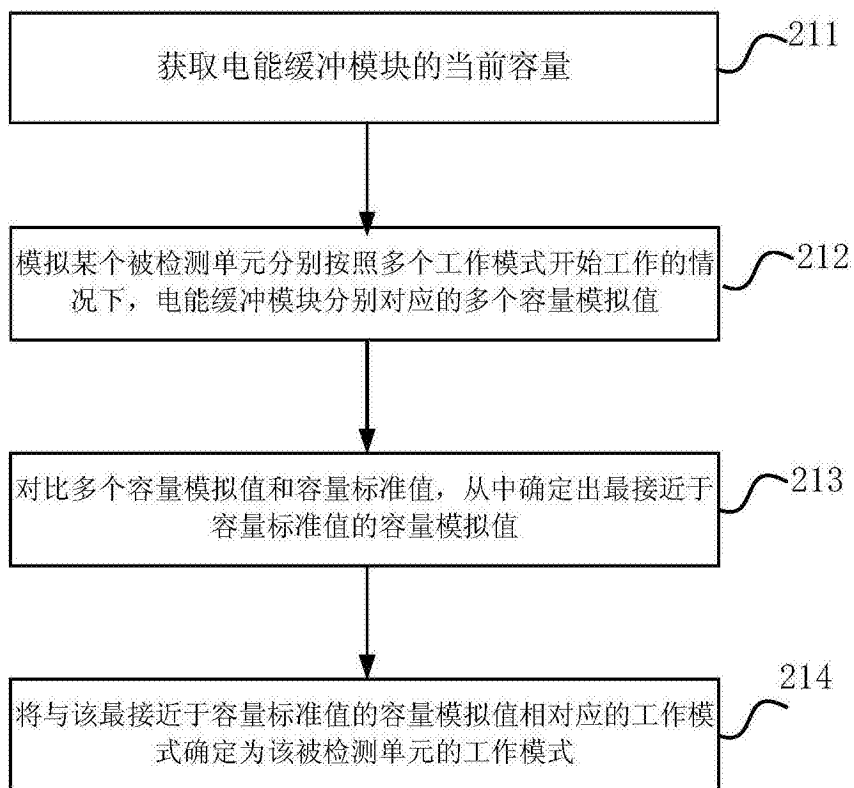 获取电能缓冲模块的当前容量
211
模拟某个被检测单元分别按照多个工作模式开始工作的情
况下，电能缓冲模块分别对应的多个容量模拟值
212
对比多个容量模拟值和容量标准值，从中确定出最接近于
容量标准值的容量模拟值
213
将与该最接近于容量标准值的容量模拟值相对应的工作模
式确定为该被检测单元的工作模式
214